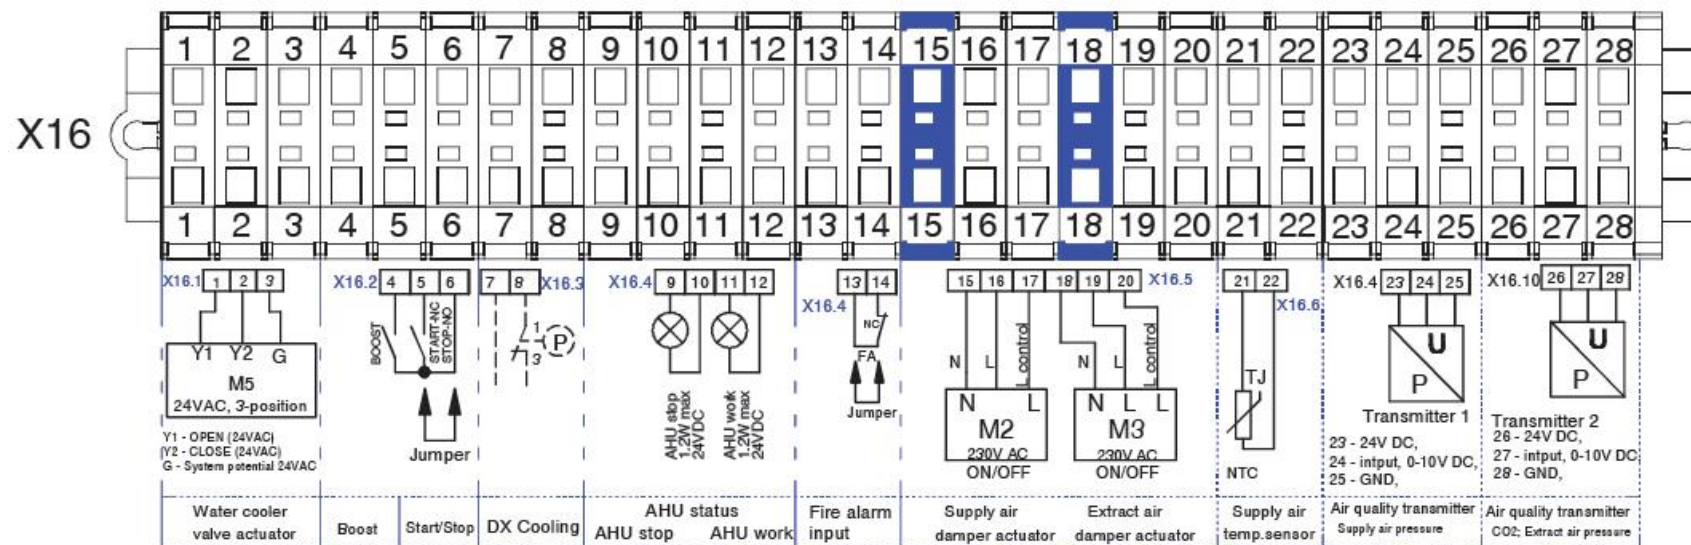 1 2 3 4 5 6 7 8 9 10 11 12 13 14 15 16 17 18 19 20 21 22 23 24 25 26 27 28
X16
1 2 3 4 5 6 7 8 9 10 11 12 13 14 15 16 17 18 19 20 21 22 23 24 25 26 27 28
X16.1 1 2 3
Y1 Y2 G
M5
24VAC, 3-position
Y1 - OPEN (24VAC)
Y2 - CLOSE (24VAC)
G - System potential 24VAC
Water cooler
valve actuator
X16.2 4 5 6
BOOST
START-NC
STOP-NO
Jumper
Boost
Start/Stop
7 8 X16.3
1
P
3
DX Cooling
X16.4 9 10 11 12
AHU stop
1.2W max
24VDC
AHU work
1.2W max
24VDC
AHU status
AHU stop AHU work
13 14
X16.4
NC
FA
Jumper
Fire alarm
input
15 16 17 18 19 20 X16.5
N L L control
N L
M2
230V AC
ON/OFF
Supply air
damper actuator
N L L control
N L L
M3
230V AC
ON/OFF
Extract air
damper actuator
21 22
X16.6
TJ
NTC
Supply air
temp.sensor
X16.4 23 24 25
U
P
Transmitter 1
23 - 24V DC,
24 - intput, 0-10V DC,
25 - GND,
Air quality transmitter
Supply air pressure
X16.10 26 27 28
U
P
Transmitter 2
26 - 24V DC,
27 - intput, 0-10V DC
28 - GND,
Air quality transmitter
CO2; Extract air pressure